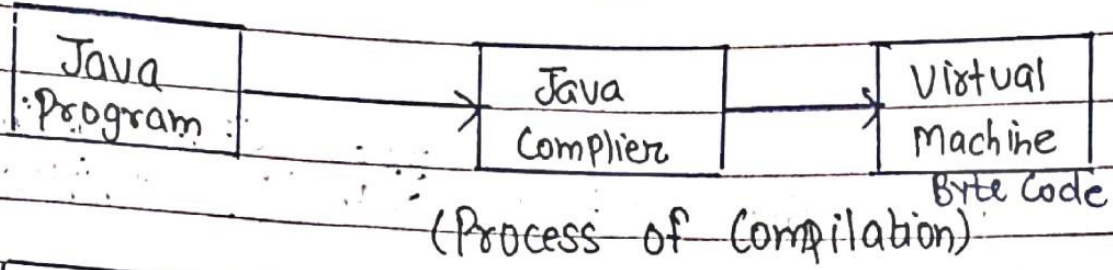 Java
Program
Java
Complier
Virtual
Machine
Byte Code
(Process of Compilation)